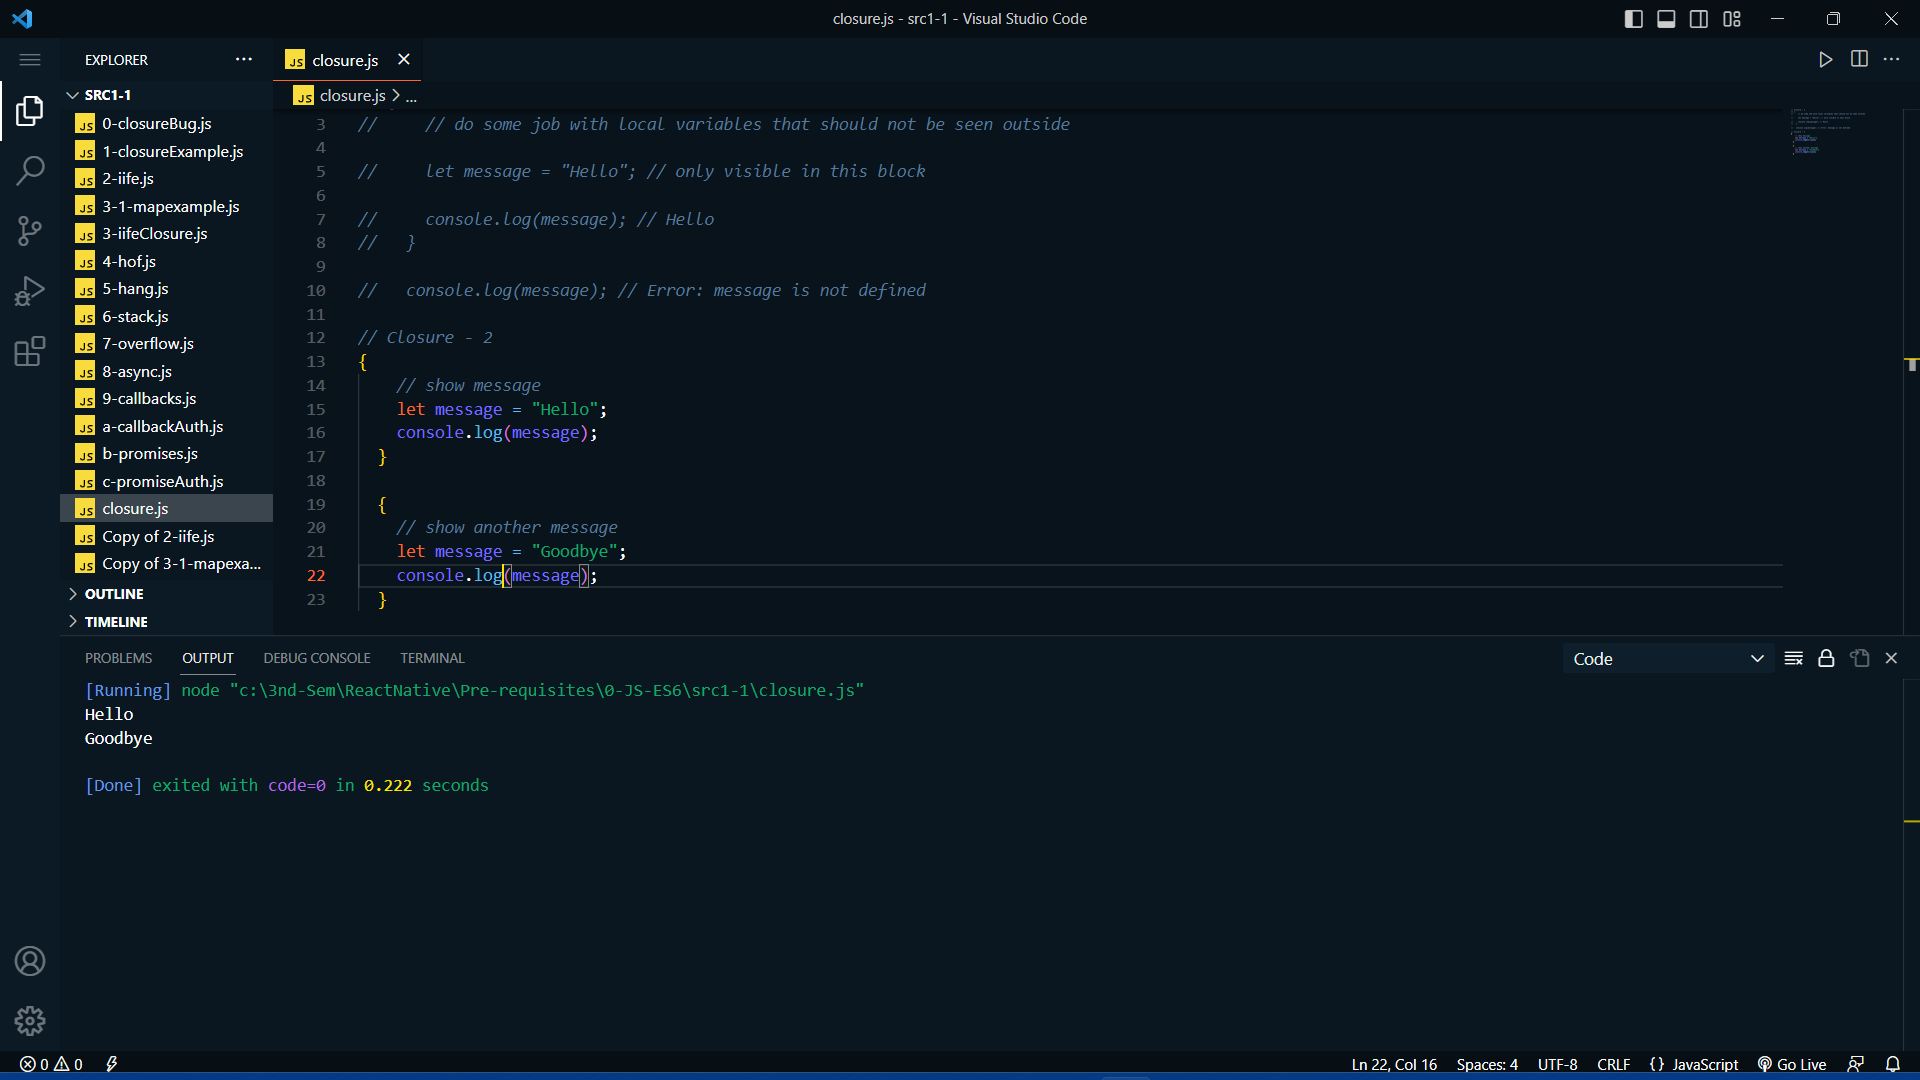 closure.js - src1-1 - Visual Studio Code
EXPLORER
SRC1-1
JS 0-closureBug.js
JS 1-closureExample.js
JS 2-iife.js
JS 3-1-mapexample.js
JS 3-iifeClosure.js
JS 4-hof.js
JS 5-hang.js
JS 6-stack.js
JS 7-overflow.js
JS 8-async.js
JS 9-callbacks.js
JS a-callbackAuth.js
JS b-promises.js
JS c-promiseAuth.js
JS closure.js
JS Copy of 2-iife.js
JS Copy of 3-1-mapexa...
OUTLINE
TIMELINE
JS closure.js
JS closure.js > ...
3 //     // do some job with local variables that should not be seen outside
4
5 //     let message = "Hello"; // only visible in this block
6
7 //     console.log(message); // Hello
8 //   }
9
10 //   console.log(message); // Error: message is not defined
11
12 // Closure - 2
13 {
14     // show message
15     let message = "Hello";
16     console.log(message);
17   }
18
19   {
20     // show another message
21     let message = "Goodbye";
22     console.log(message);
23   }
PROBLEMS OUTPUT DEBUG CONSOLE TERMINAL
Code
[Running] node "c:\3nd-Sem\ReactNative\Pre-requisites\0-JS-ES6\src1-1\closure.js"
Hello
Goodbye
[Done] exited with code=0 in 0.222 seconds
0 0
Ln 22, Col 16 Spaces: 4 UTF-8 CRLF {} JavaScript Go Live